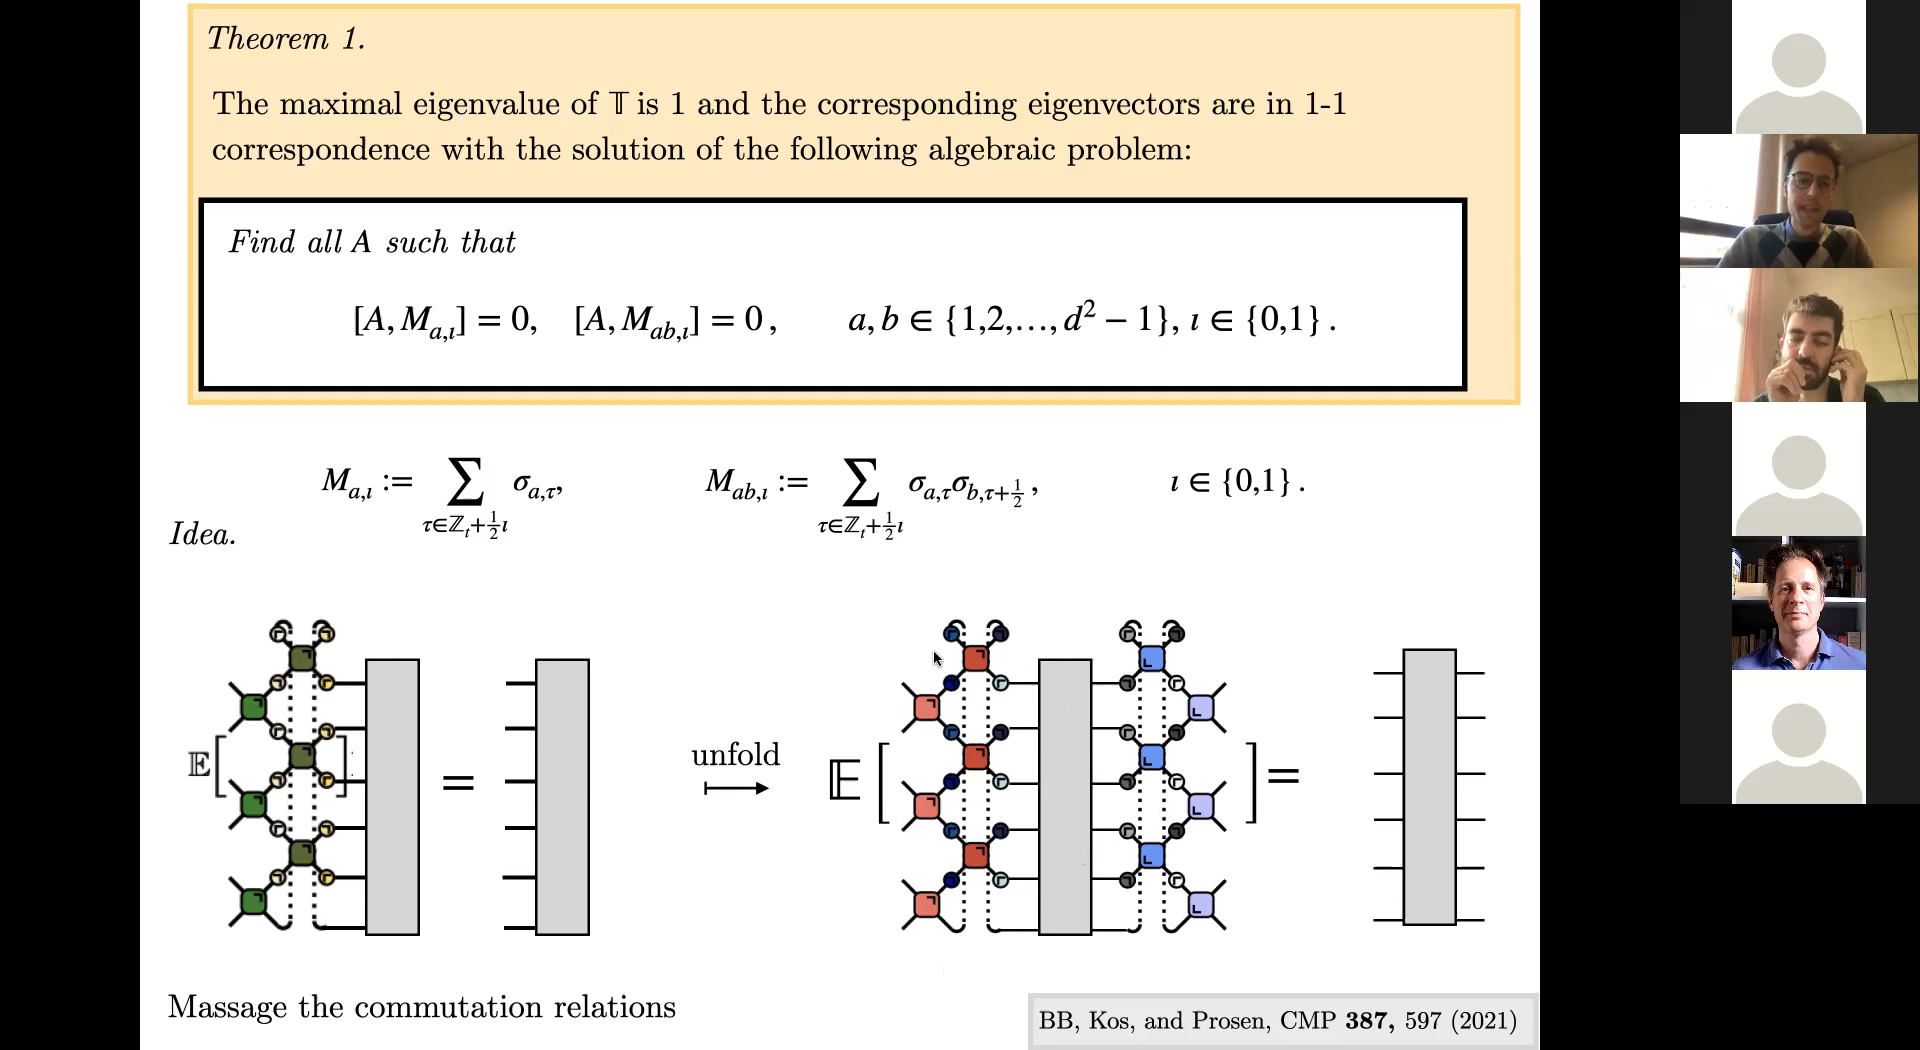 Theorem 1.
The maximal eigenvalue of 𝕋 is 1 and the corresponding eigenvectors are in 1-1
correspondence with the solution of the following algebraic problem:
Find all A such that
[A, M_{a,ι}] = 0, [A, M_{ab,ι}] = 0, a, b ∈ {1,2,…, d² − 1}, ι ∈ {0,1} .
M_{a,ι} := ∑_{τ∈ℤ_t+½ι} σ_{a,τ}, M_{ab,ι} := ∑_{τ∈ℤ_t+½ι} σ_{a,τ}σ_{b,τ+½} , ι ∈ {0,1} .
Idea.
𝔼[ ] = unfold ↦ 𝔼[ ] =
Massage the commutation relations
BB, Kos, and Prosen, CMP 387, 597 (2021)